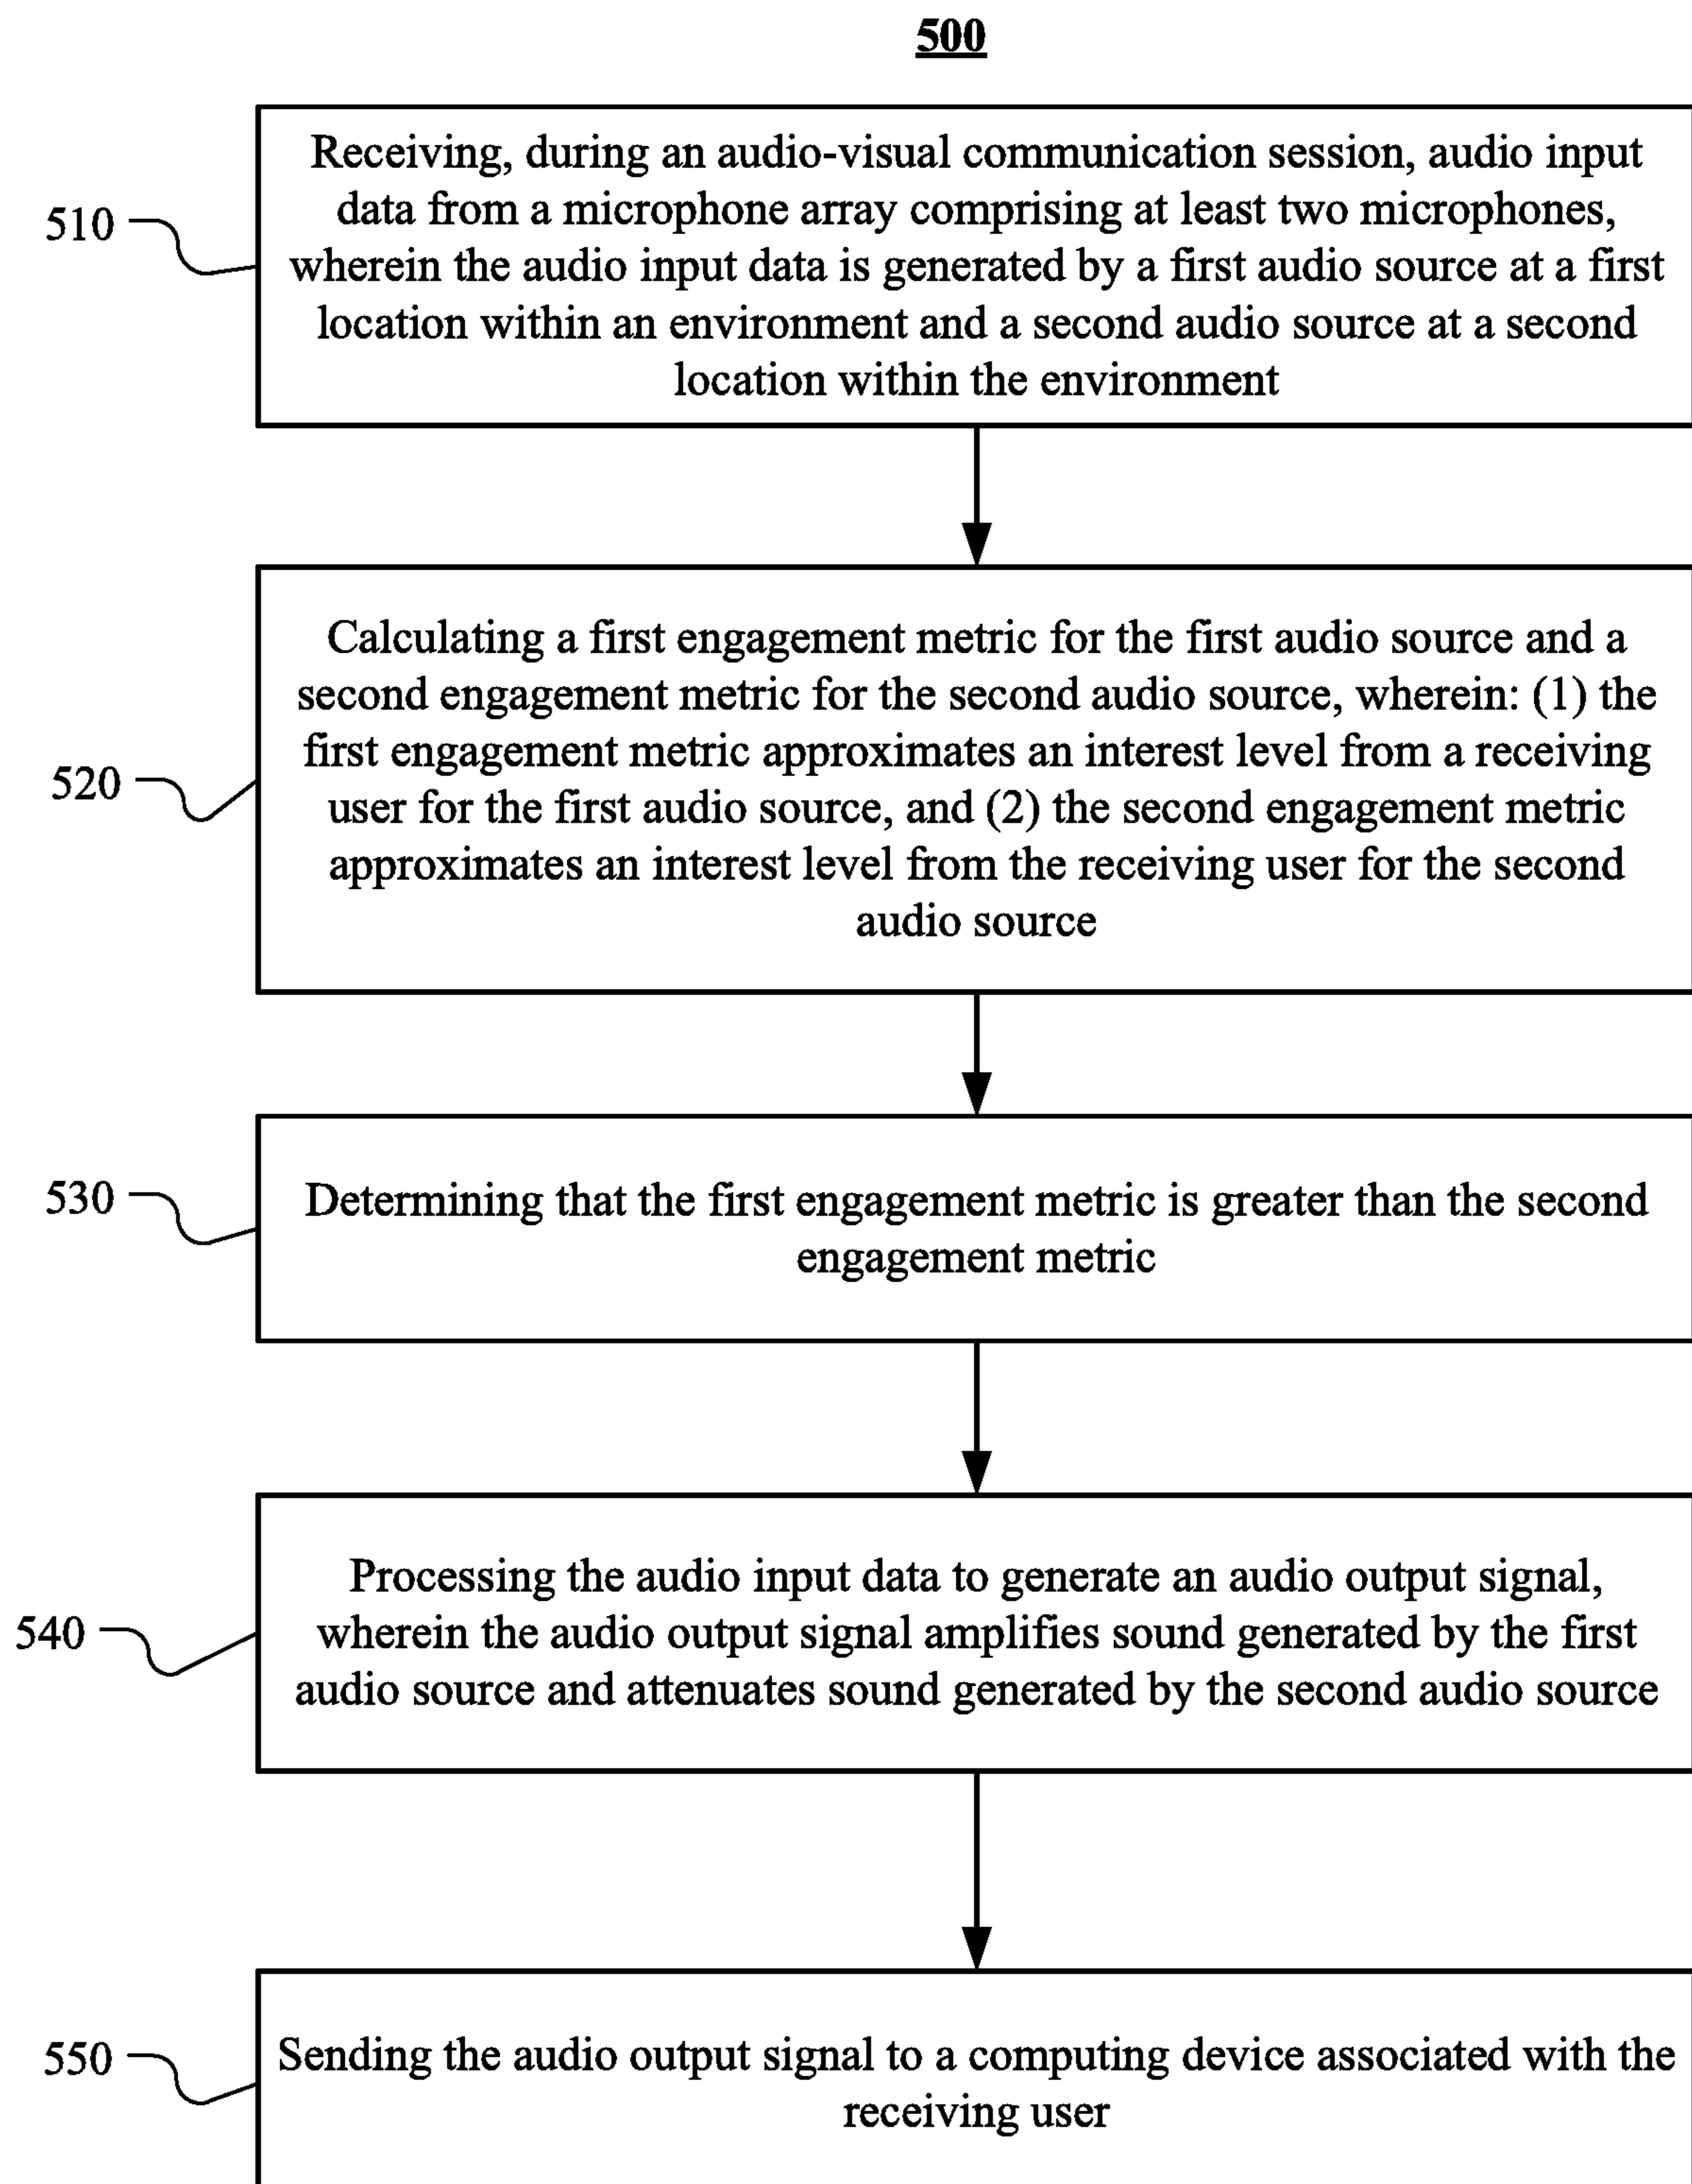 500
510
Receiving, during an audio-visual communication session, audio input
data from a microphone array comprising at least two microphones,
wherein the audio input data is generated by a first audio source at a first
location within an environment and a second audio source at a second
location within the environment
520
Calculating a first engagement metric for the first audio source and a
second engagement metric for the second audio source, wherein: (1) the
first engagement metric approximates an interest level from a receiving
user for the first audio source, and (2) the second engagement metric
approximates an interest level from the receiving user for the second
audio source
530
Determining that the first engagement metric is greater than the second
engagement metric
540
Processing the audio input data to generate an audio output signal,
wherein the audio output signal amplifies sound generated by the first
audio source and attenuates sound generated by the second audio source
550
Sending the audio output signal to a computing device associated with the
receiving user